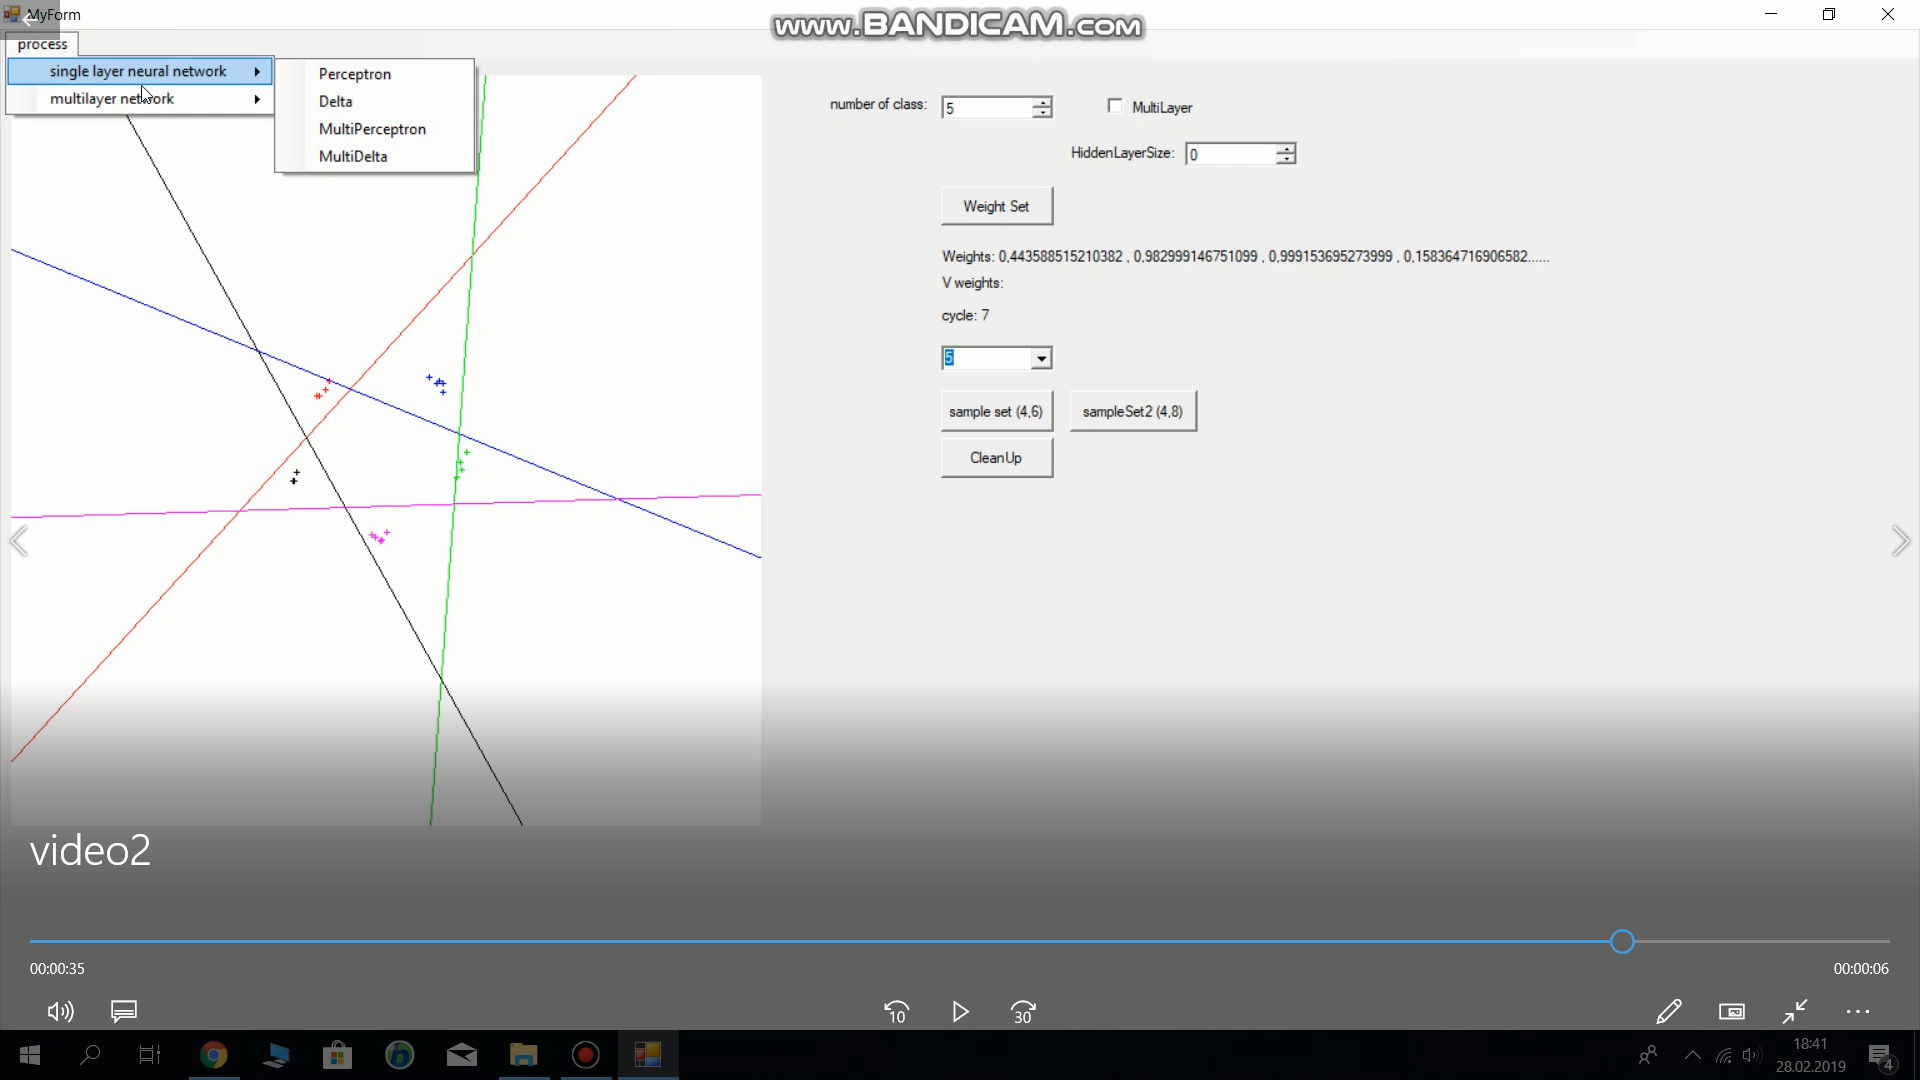 MyForm
www.BANDICAM.com
process
single layer neural network
multilayer network
Perceptron
Delta
MultiPerceptron
MultiDelta
number of class:
5
MultiLayer
HiddenLayerSize:
0
Weight Set
Weights: 0,443588515210382 , 0,982999146751099 , 0,999153695273999 , 0,158364716906582......
V weights:
cycle: 7
5
sample set (4,6)
sampleSet2 (4,8)
CleanUp
video2
00:00:35
00:00:06
10
30
18:41
28.02.2019
4